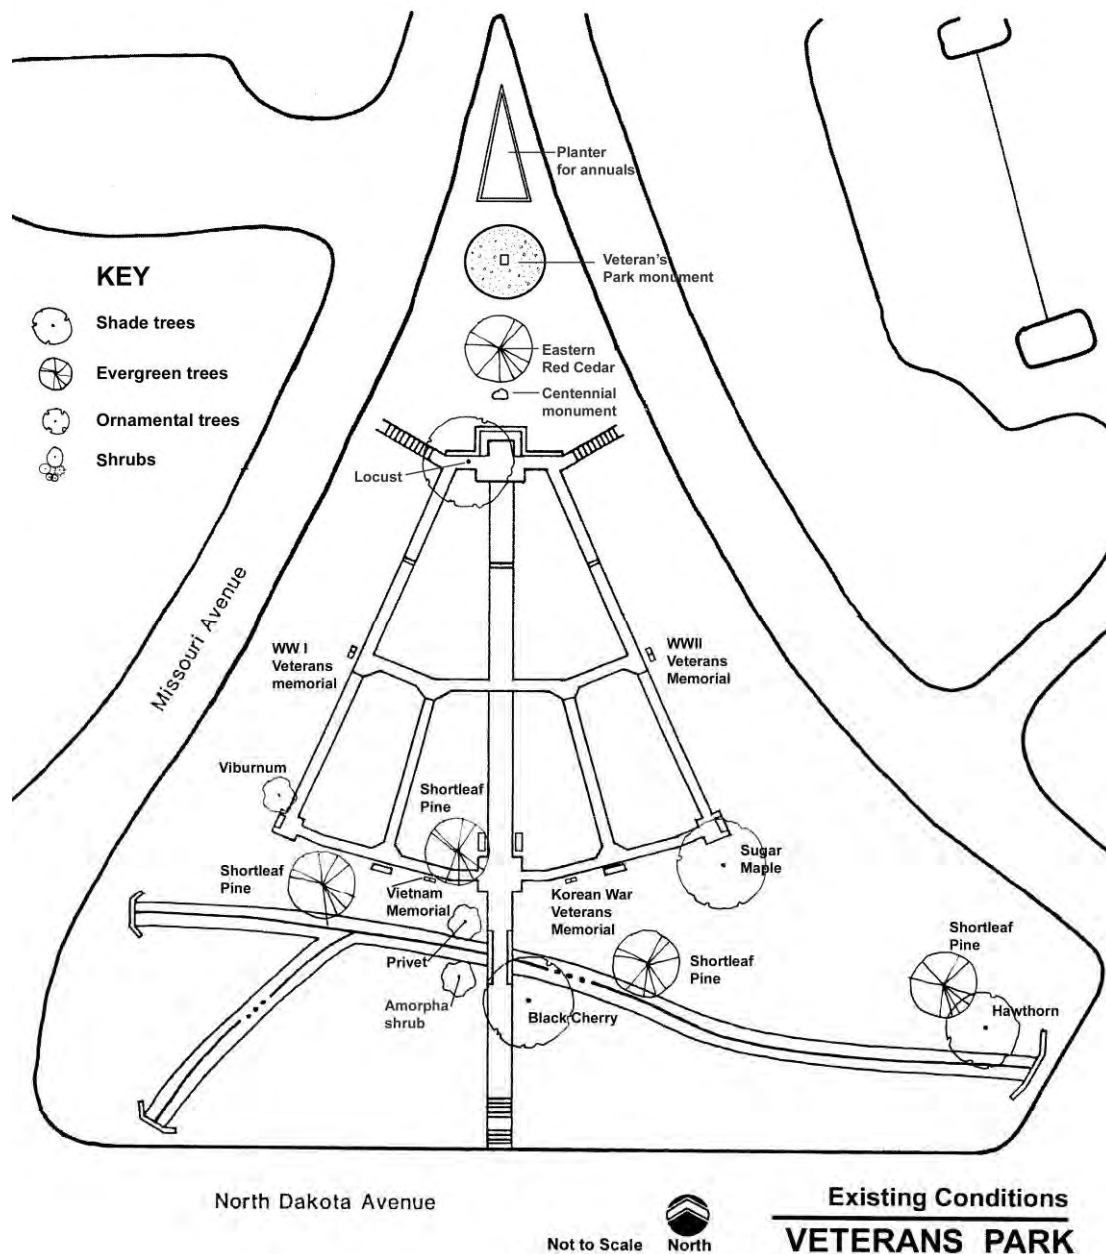 Planter
for annuals
Veteran's
Park monument
KEY
Shade trees
Evergreen trees
Ornamental trees
Shrubs
Eastern
Red Cedar
Centennial
monument
Locust
Missouri Avenue
WW I
Veterans
memorial
WWII
Veterans
Memorial
Viburnum
Shortleaf
Pine
Shortleaf
Pine
Sugar
Maple
Vietnam
Memorial
Korean War
Veterans
Memorial
Privet
Amorpha
shrub
Black Cherry
Shortleaf
Pine
Shortleaf
Pine
Hawthorn
North Dakota Avenue
Not to Scale
North
Existing Conditions
VETERANS PARK